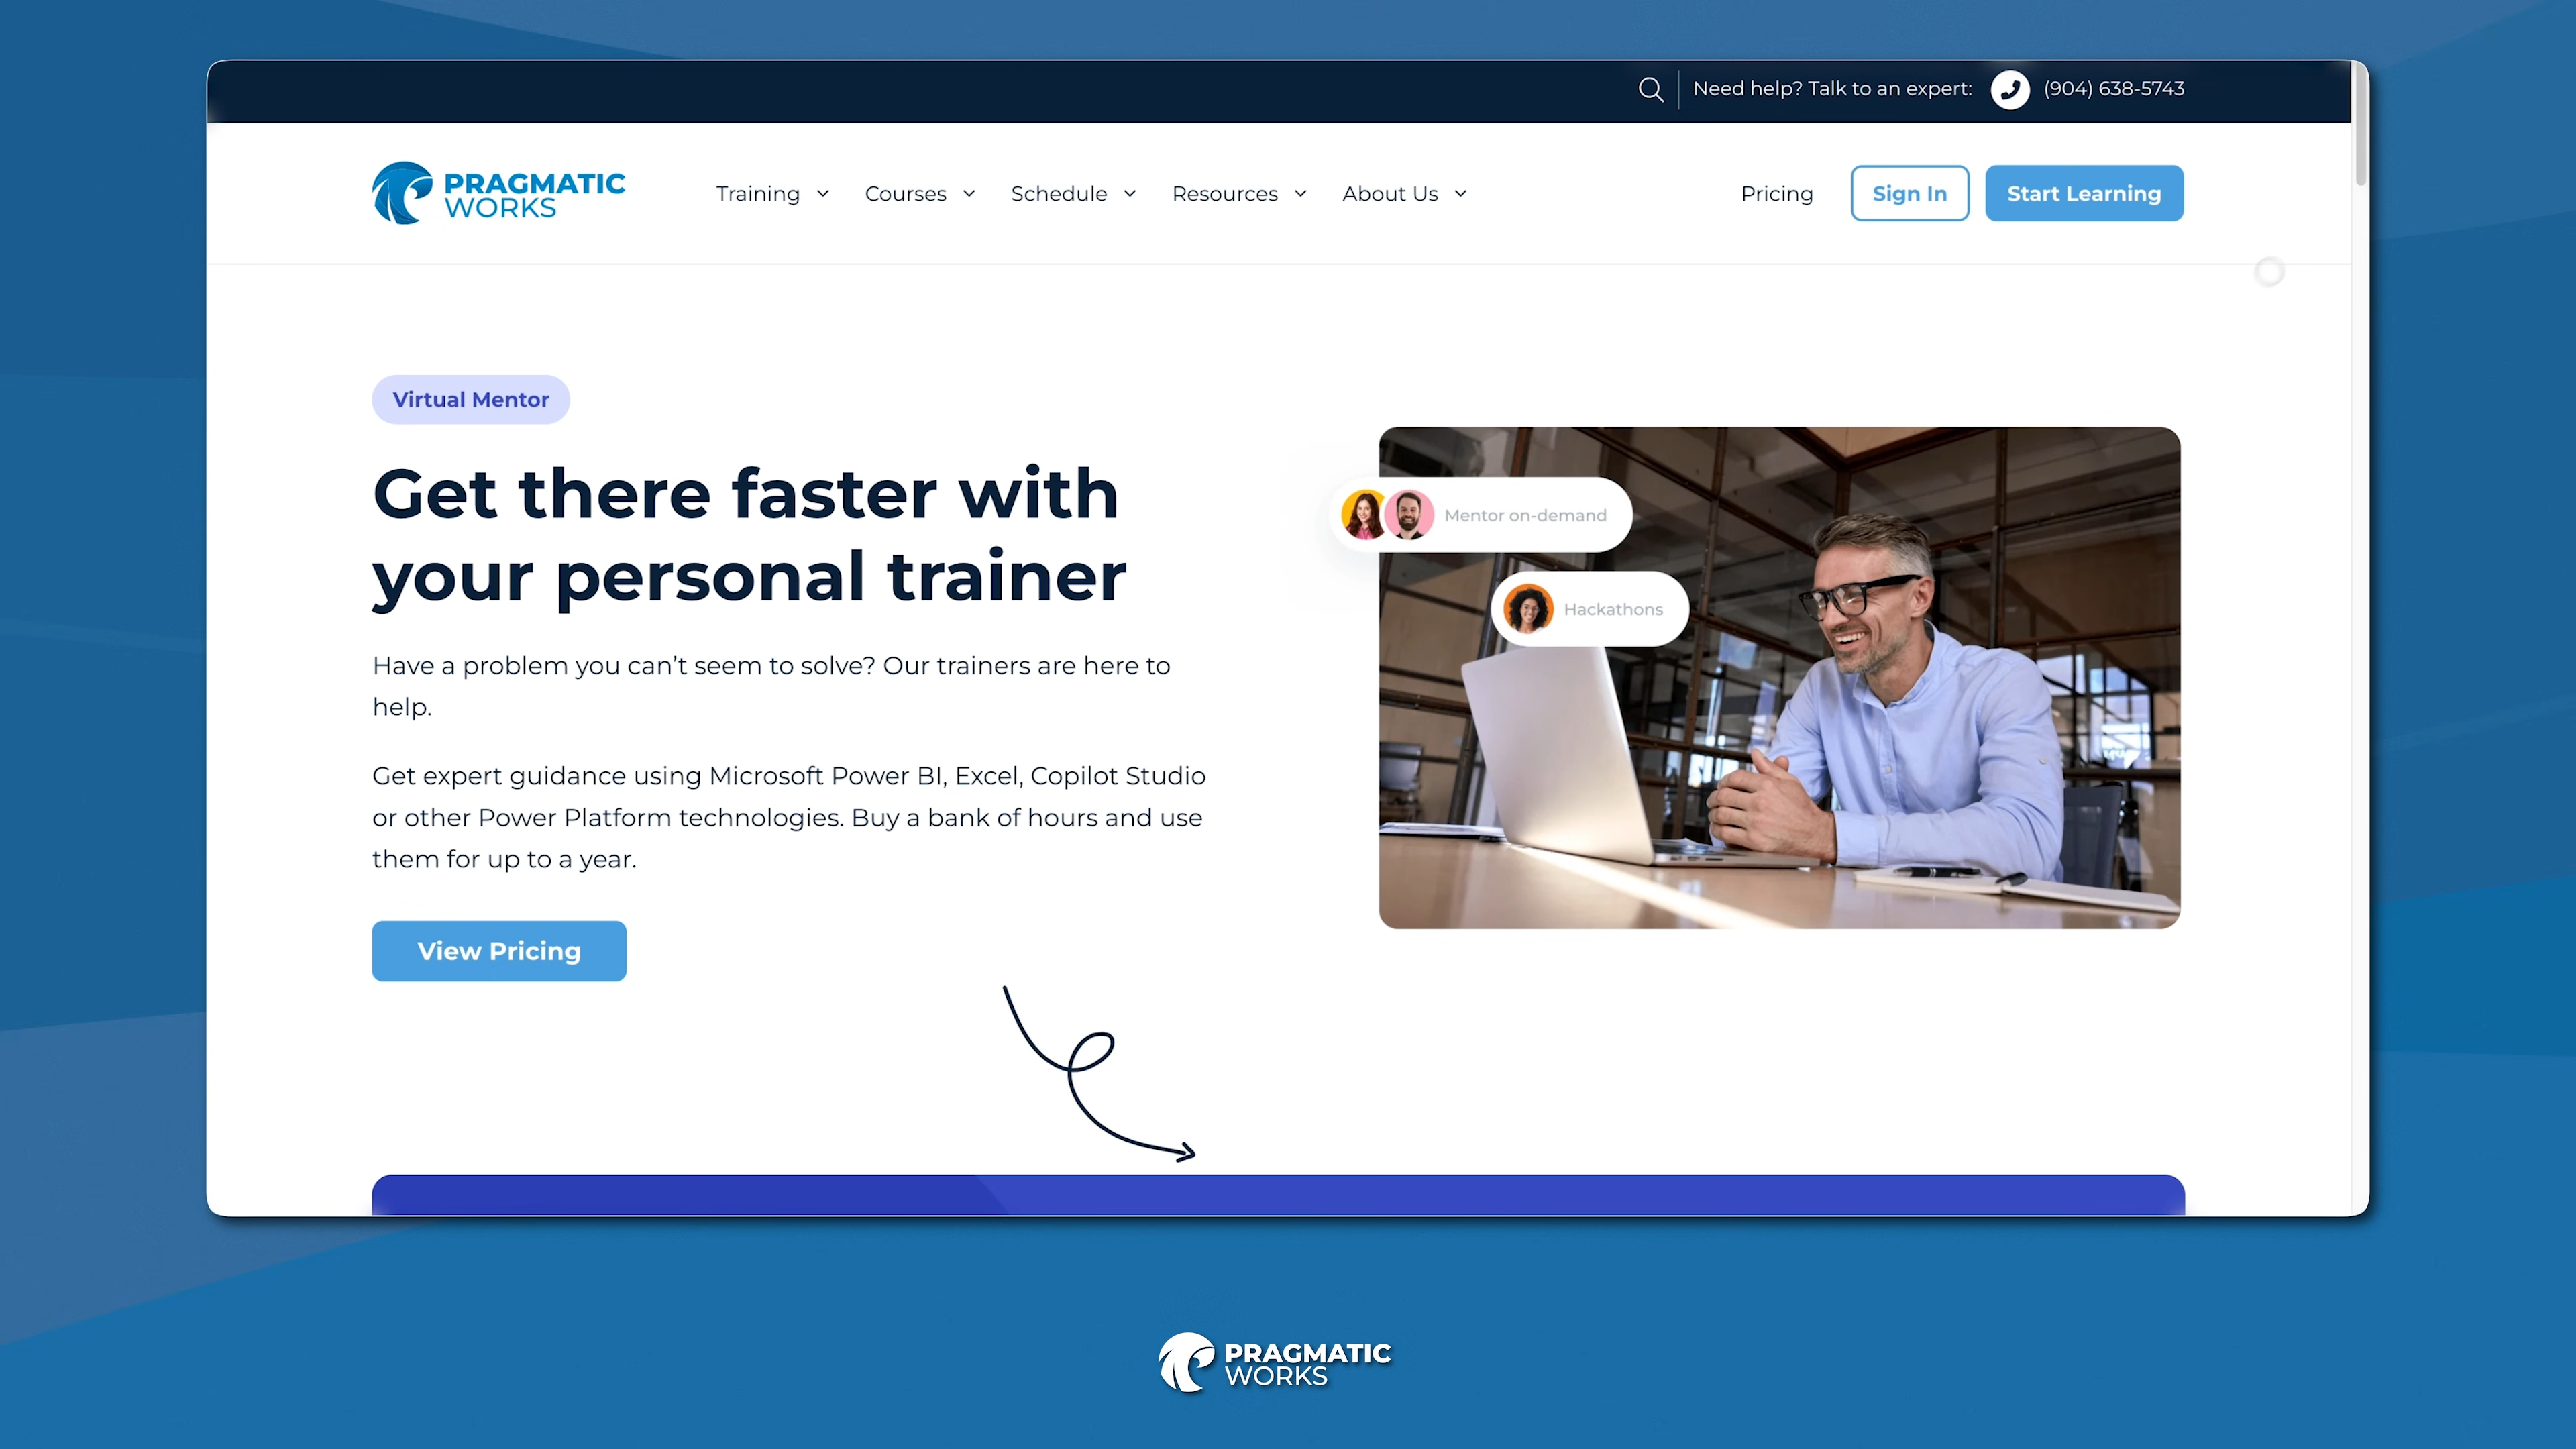 Need help? Talk to an expert: (904) 638-5743
PRAGMATIC
WORKS
Training Courses Schedule Resources About Us Pricing Sign In Start Learning
Virtual Mentor
Get there faster with
your personal trainer
Have a problem you can’t seem to solve? Our trainers are here to
help.
Get expert guidance using Microsoft Power BI, Excel, Copilot Studio
or other Power Platform technologies. Buy a bank of hours and use
them for up to a year.
View Pricing
Mentor on-demand
Hackathons
PRAGMATIC
WORKS